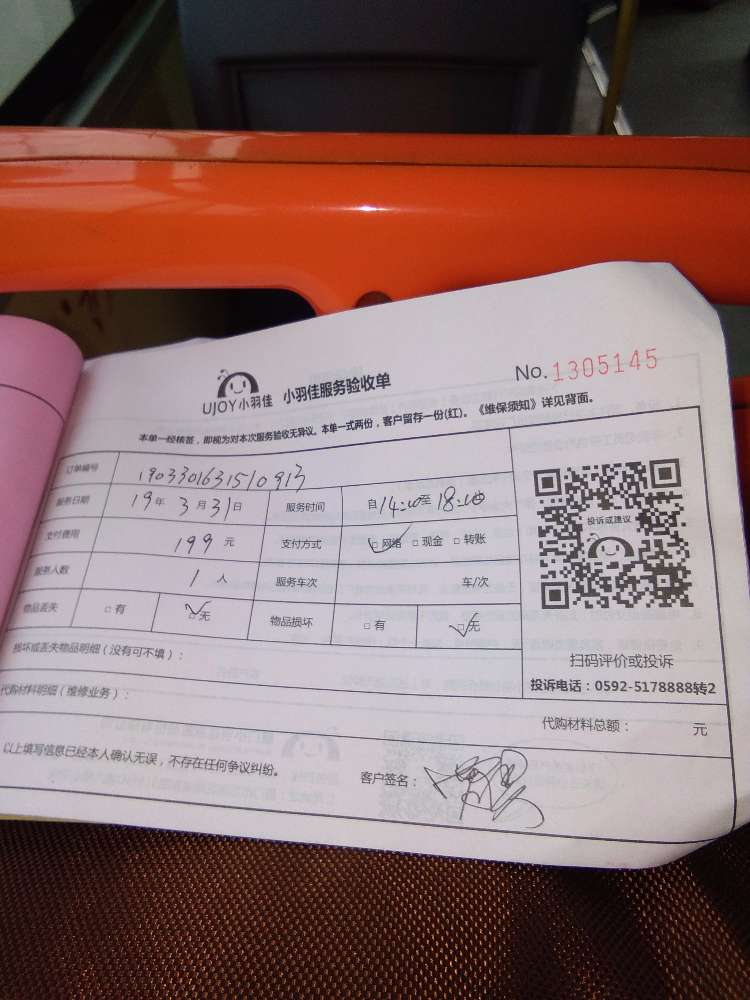 UJOY小羽佳 小羽佳服务验收单 No.1305145
本单一经核签，即视为对本次服务验收无异议。本单一式两份，客户留存一份(红)。《维保须知》详见背面。
订单编号 1903301631510913
服务日期 19年3月31日 服务时间 自14:00至18:00
支付费用 199元 支付方式 □网络 □现金 □转账
服务人数 1人 服务车次 车/次
物品丢失 □有 □无 物品损坏 □有 □无
投诉或建议
扫码评价或投诉
投诉电话：0592-5178888转2
损坏或丢失物品明细（没有可不填）：
代购材料明细（维修业务）：
代购材料总额： 元
以上填写信息已经本人确认无误，不存在任何争议纠纷。 客户签名：